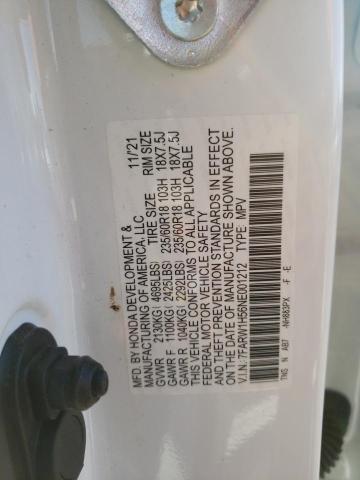 MFD. BY HONDA DEVELOPMENT & 11/'21
MANUFACTURING OF AMERICA, LLC
TIRE SIZE RIM SIZE
GVWR 2130KG( 4695LBS)
GAWR F 1100KG( 2425LBS) 235/60R18 103H 18X7.5J
GAWR R 1040KG( 2292LBS) 235/60R18 103H 18X7.5J
THIS VEHICLE CONFORMS TO ALL APPLICABLE
FEDERAL MOTOR VEHICLE SAFETY
AND THEFT PREVENTION STANDARDS IN EFFECT
ON THE DATE OF MANUFACTURE SHOWN ABOVE.
V.I.N. 7FARW1H56NE001212 TYPE MPV
TNS N AB7 -NH883PX -F -E